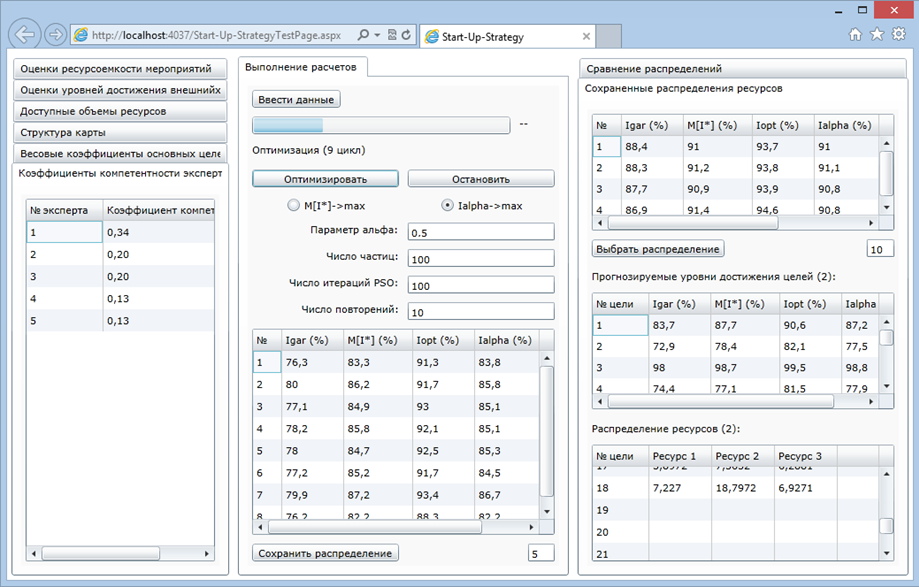 http://localhost:4037/Start-Up-StrategyTestPage.aspx
Start-Up-Strategy
Оценки ресурсоемкости мероприятий
Оценки уровней достижения внешнийх
Доступные объемы ресурсов
Структура карты
Весовые коэффициенты основных целе
Коэффициенты компетентности эксперт
№ эксперта Коэффициент компет
1 0,34
2 0,20
3 0,20
4 0,13
5 0,13
Выполнение расчетов
Ввести данные
--
Оптимизация (9 цикл)
Оптимизировать Остановить
M[I*]->max Ialpha->max
Параметр альфа: 0.5
Число частиц: 100
Число итераций PSO: 100
Число повторений: 10
№ Igar (%) M[I*] (%) Iopt (%) Ialpha (%)
1 76,3 83,3 91,3 83,8
2 80 86,2 91,7 85,8
3 77,1 84,9 93 85,1
4 78,2 85,8 92,1 85,1
5 78 84,7 92,5 85,3
6 77,2 85,2 91,7 84,5
7 79,9 87,2 93,4 86,7
8 76,2 82,2 88,3 82,2
Сохранить распределение 5
Сравнение распределений
Сохраненные распределения ресурсов
№ Igar (%) M[I*] (%) Iopt (%) Ialpha (%)
1 88,4 91 93,7 91
2 88,3 91,2 93,8 91,1
3 87,7 90,9 93,9 90,8
4 86,9 91,4 94,6 90,8
Выбрать распределение 10
Прогнозируемые уровни достижения целей (2):
№ цели Igar (%) M[I*] (%) Iopt (%) Ialpha
1 83,7 87,7 90,6 87,2
2 72,9 78,4 82,1 77,5
3 98 98,7 99,5 98,8
4 74,4 77,1 81,5 77,9
Распределение ресурсов (2):
№ цели Ресурс 1 Ресурс 2 Ресурс 3
17
18 7,227 18,7972 6,9271
19
20
21